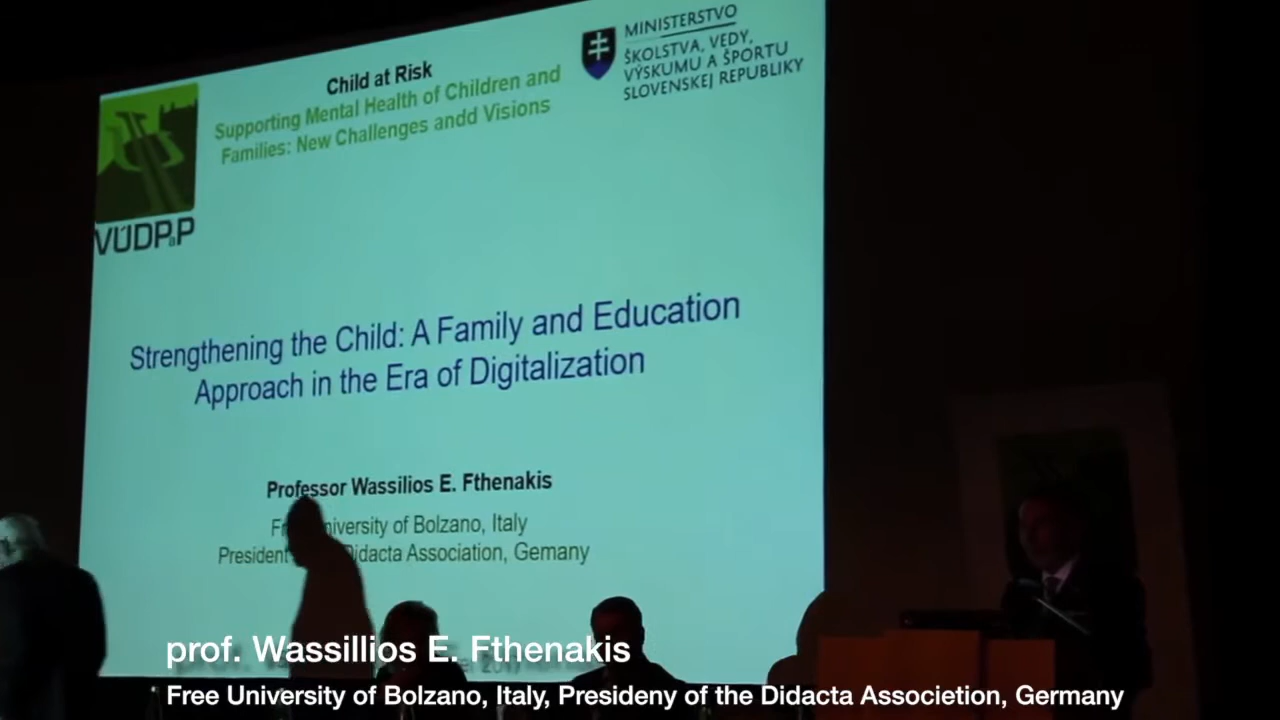 Child at Risk
Supporting Mental Health of Children and
Families: New Challenges andd Visions
MINISTERSTVO
ŠKOLSTVA, VEDY,
VÝSKUMU A ŠPORTU
SLOVENSKEJ REPUBLIKY
VÚDPaP
Strengthening the Child: A Family and Education
Approach in the Era of Digitalization
Professor Wassilios E. Fthenakis
University of Bolzano, Italy
President Didacta Association, Gemany
prof. Wassillios E. Fthenakis
Free University of Bolzano, Italy, Presideny of the Didacta Associetion, Germany